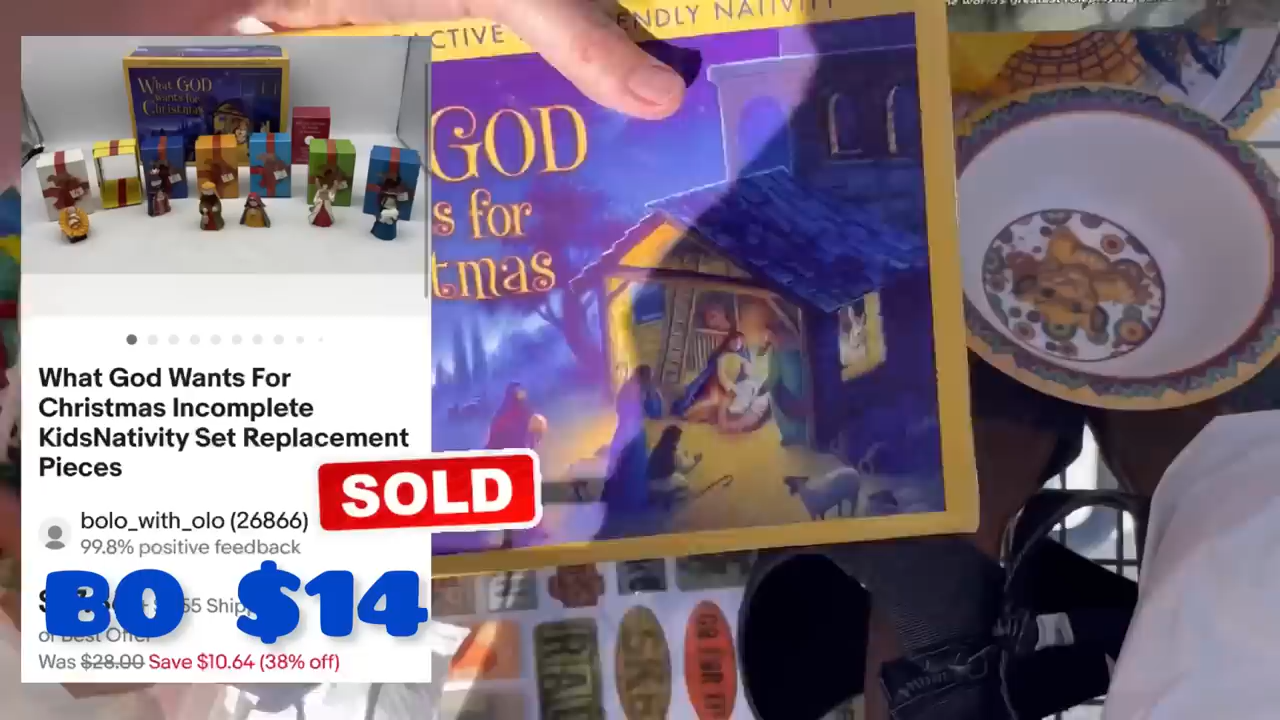 ENDLY NATIVITY
What GOD
wants for
Christmas
GOD
s for
tmas
What God Wants For
Christmas Incomplete
KidsNativity Set Replacement
Pieces
SOLD
bolo_with_olo (26866)
99.8% positive feedback
BO $14
or Best Offer
Was $28.00 Save $10.64 (38% off)